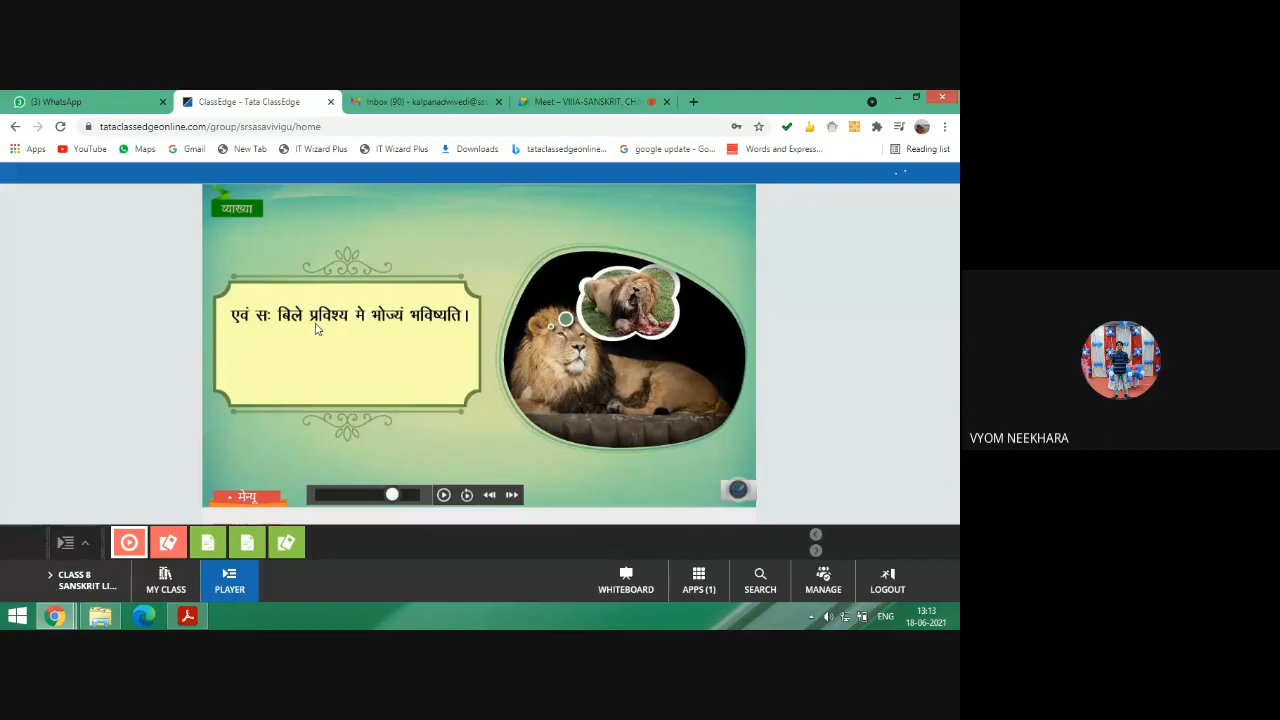 (3) WhatsApp
ClassEdge - Tata ClassEdge
Inbox (90) - kalpanadwivedi@sss
Meet – VIIIA-SANSKRIT, CH
tataclassedgeonline.com/group/srsasavivigu/home
Apps YouTube Maps Gmail New Tab IT Wizard Plus IT Wizard Plus Downloads tataclassedgeonline... google update - Go... Words and Express... Reading list
व्याख्या
एवं सः बिले प्रविश्य मे भोज्यं भविष्यति।
VYOM NEEKHARA
• मेन्यू
CLASS 8
SANSKRIT LI...
MY CLASS
PLAYER
WHITEBOARD
APPS (1)
SEARCH
MANAGE
LOGOUT
ENG
13:13
18-06-2021